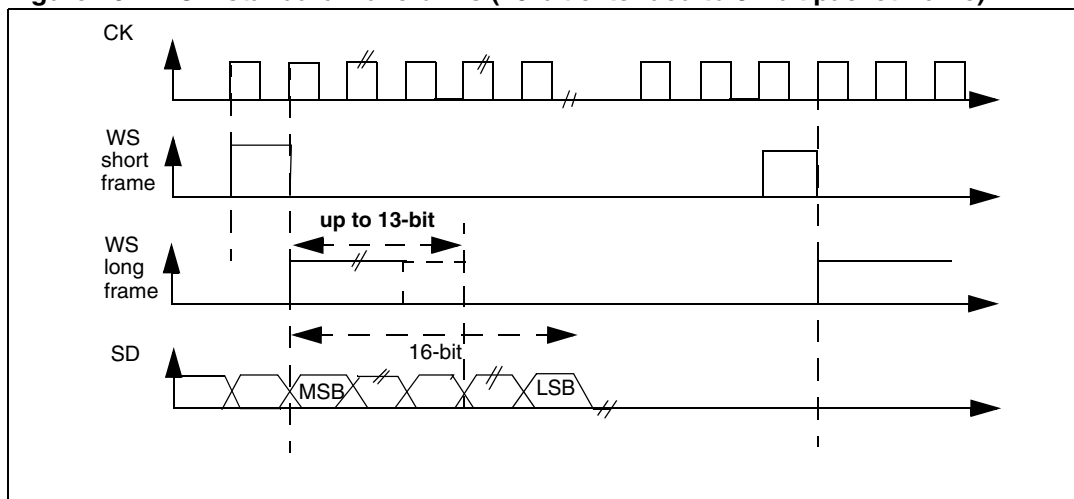 CK
WS
short
frame
up to 13-bit
WS
long
frame
16-bit
SD
MSB
LSB